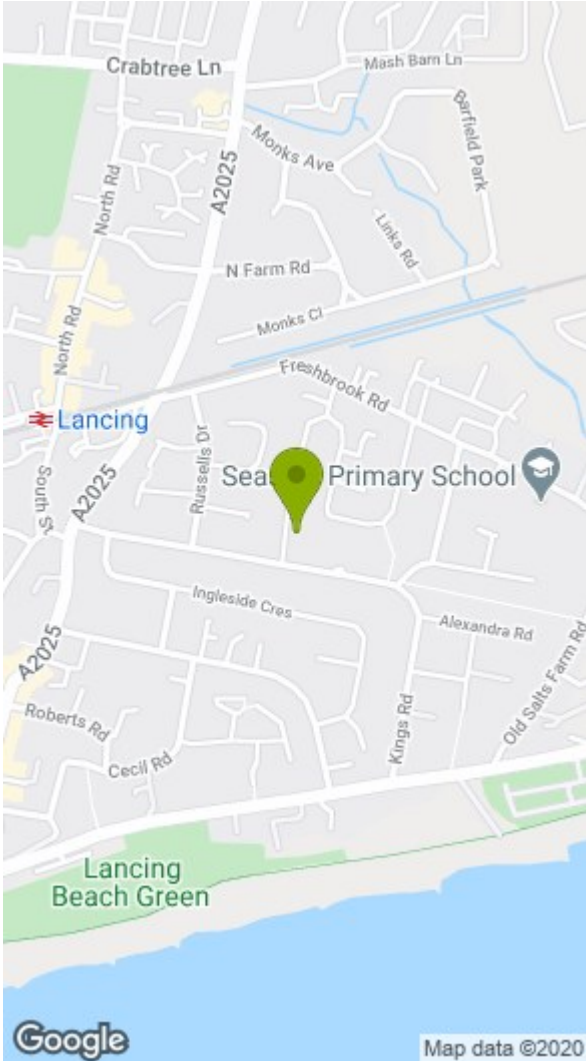 Crabtree Ln
Mash Barn Ln
Barfield Park
Monks Ave
A2025
North Rd
Links Rd
N Farm Rd
Monks Cl
North Rd
Freshbrook Rd
Lancing
Russells Dr
Primary School
South St
A2025
Ingleside Cres
Alexandra Rd
A2025
Old Salts Farm Rd
Roberts Rd
Kings Rd
Cecil Rd
Lancing
Beach Green
Google
Map data ©2020